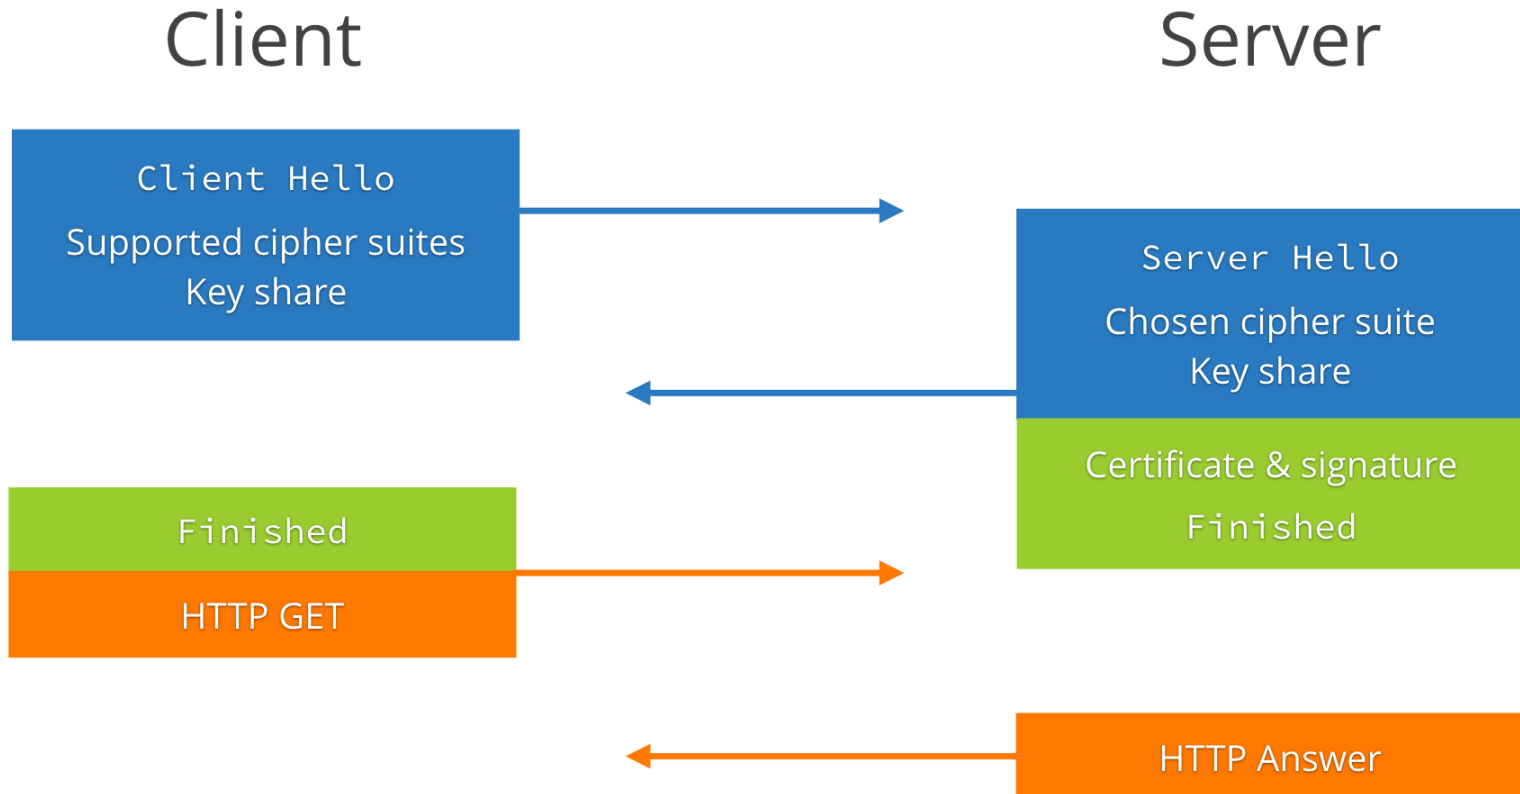 Client
Server
Client Hello
Supported cipher suites
Key share
Server Hello
Chosen cipher suite
Key share
Certificate & signature
Finished
Finished
HTTP GET
HTTP Answer